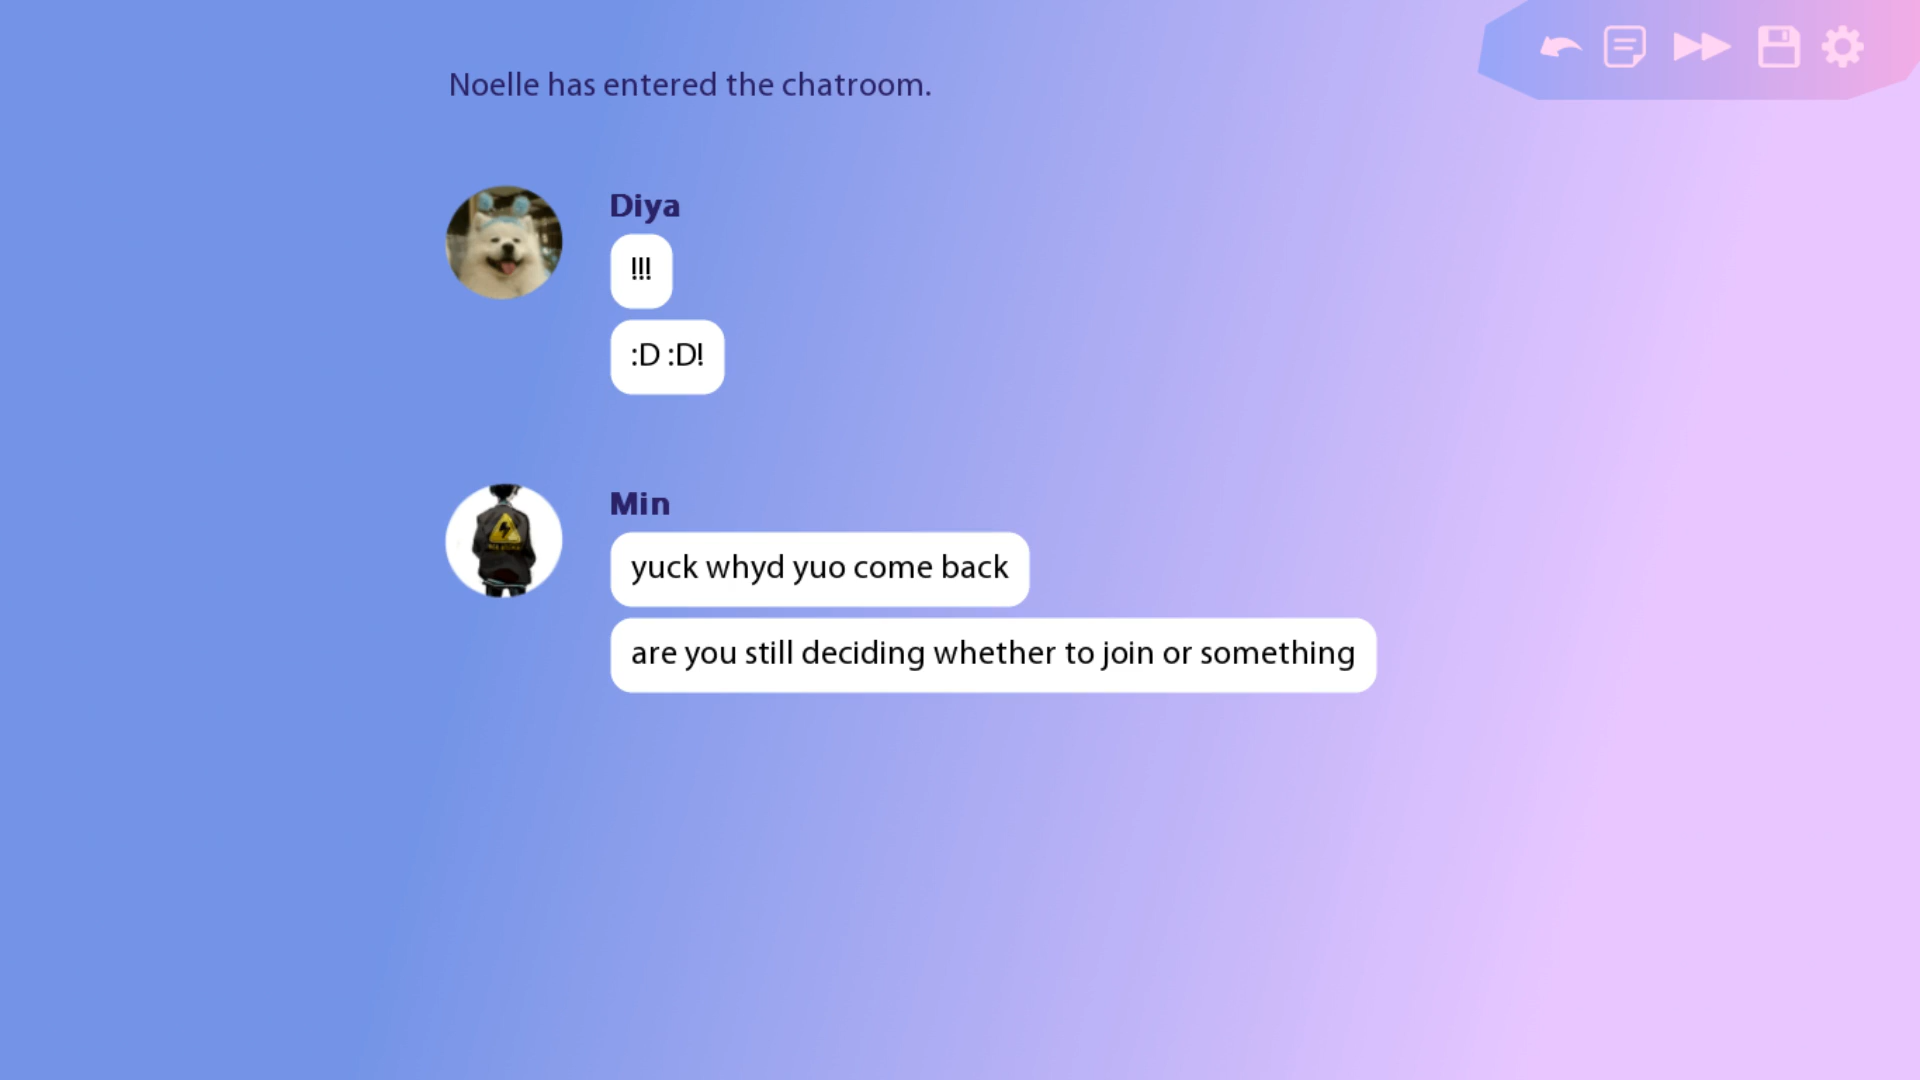 Noelle has entered the chatroom.
Diya
!!!
:D :D!
Min
yuck whyd yuo come back
are you still deciding whether to join or something